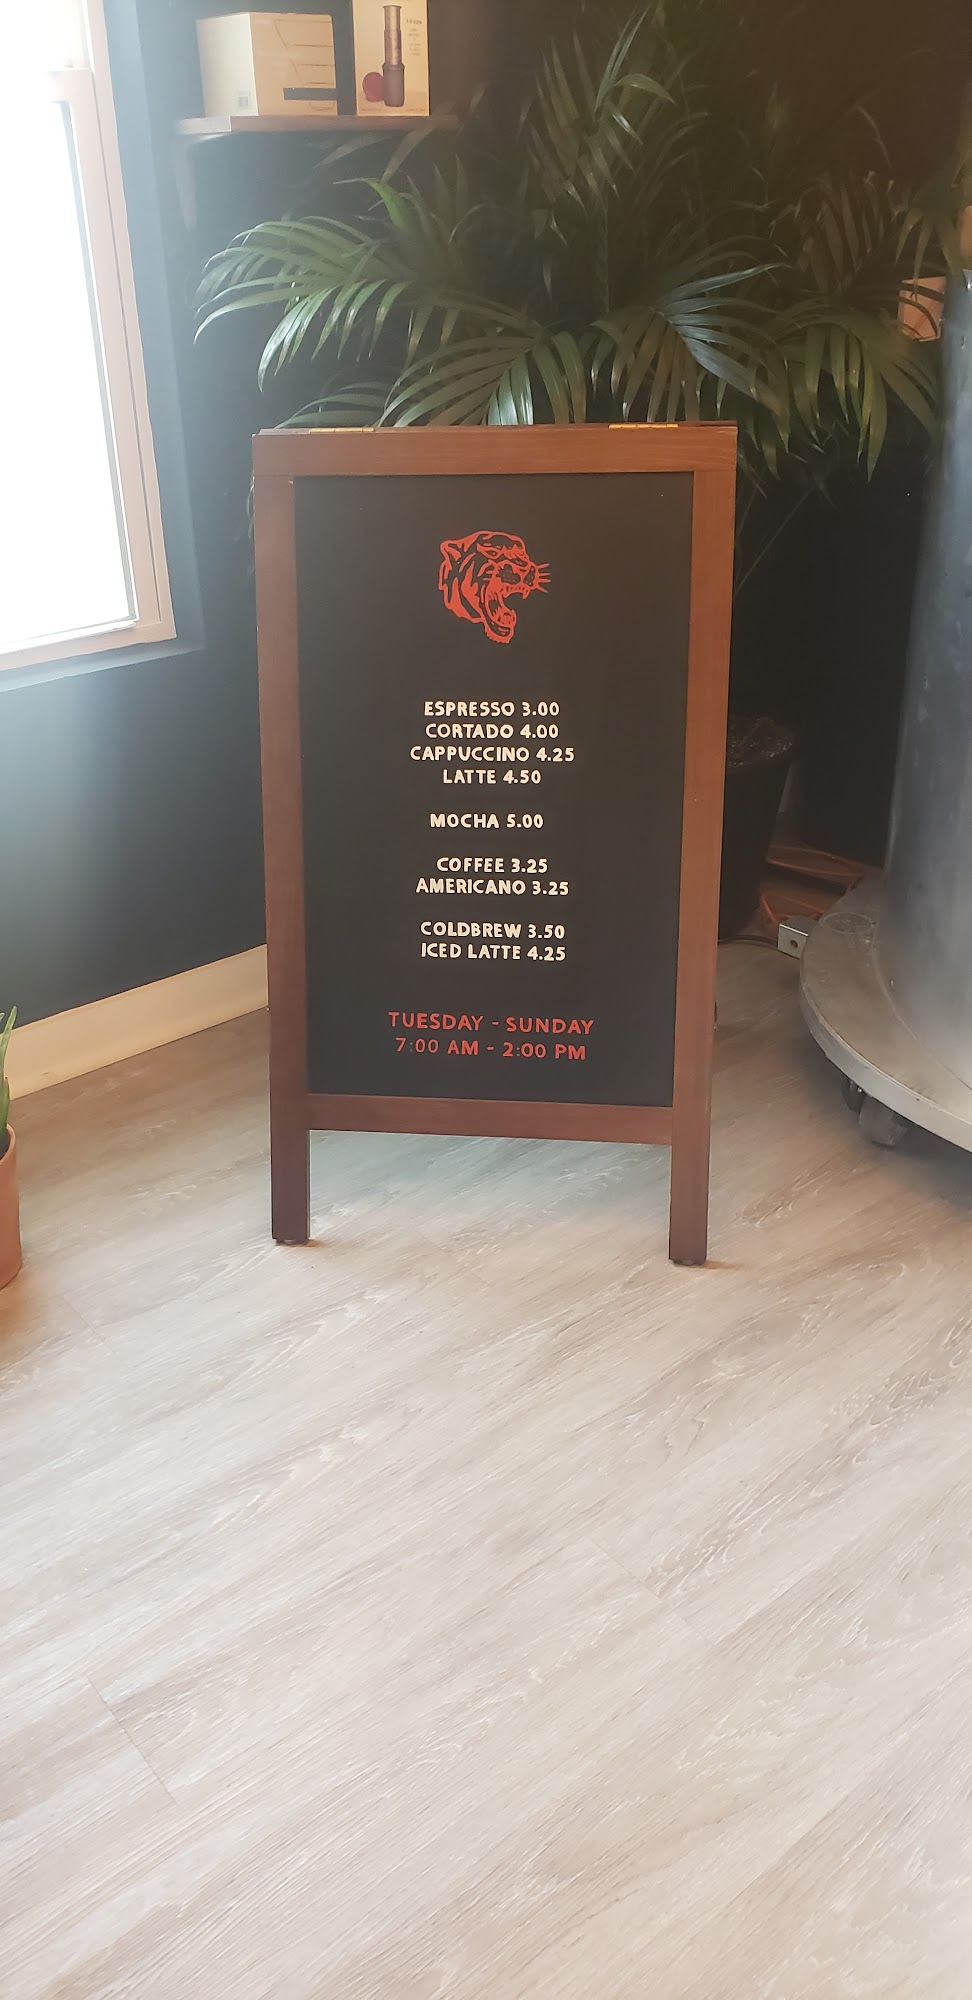 ESPRESSO 3.00
CORTADO 4.00
CAPPUCCINO 4.25
LATTE 4.50
MOCHA 5.00
COFFEE 3.25
AMERICANO 3.25
COLDBREW 3.50
ICED LATTE 4.25
TUESDAY - SUNDAY
7:00 AM - 2:00 PM